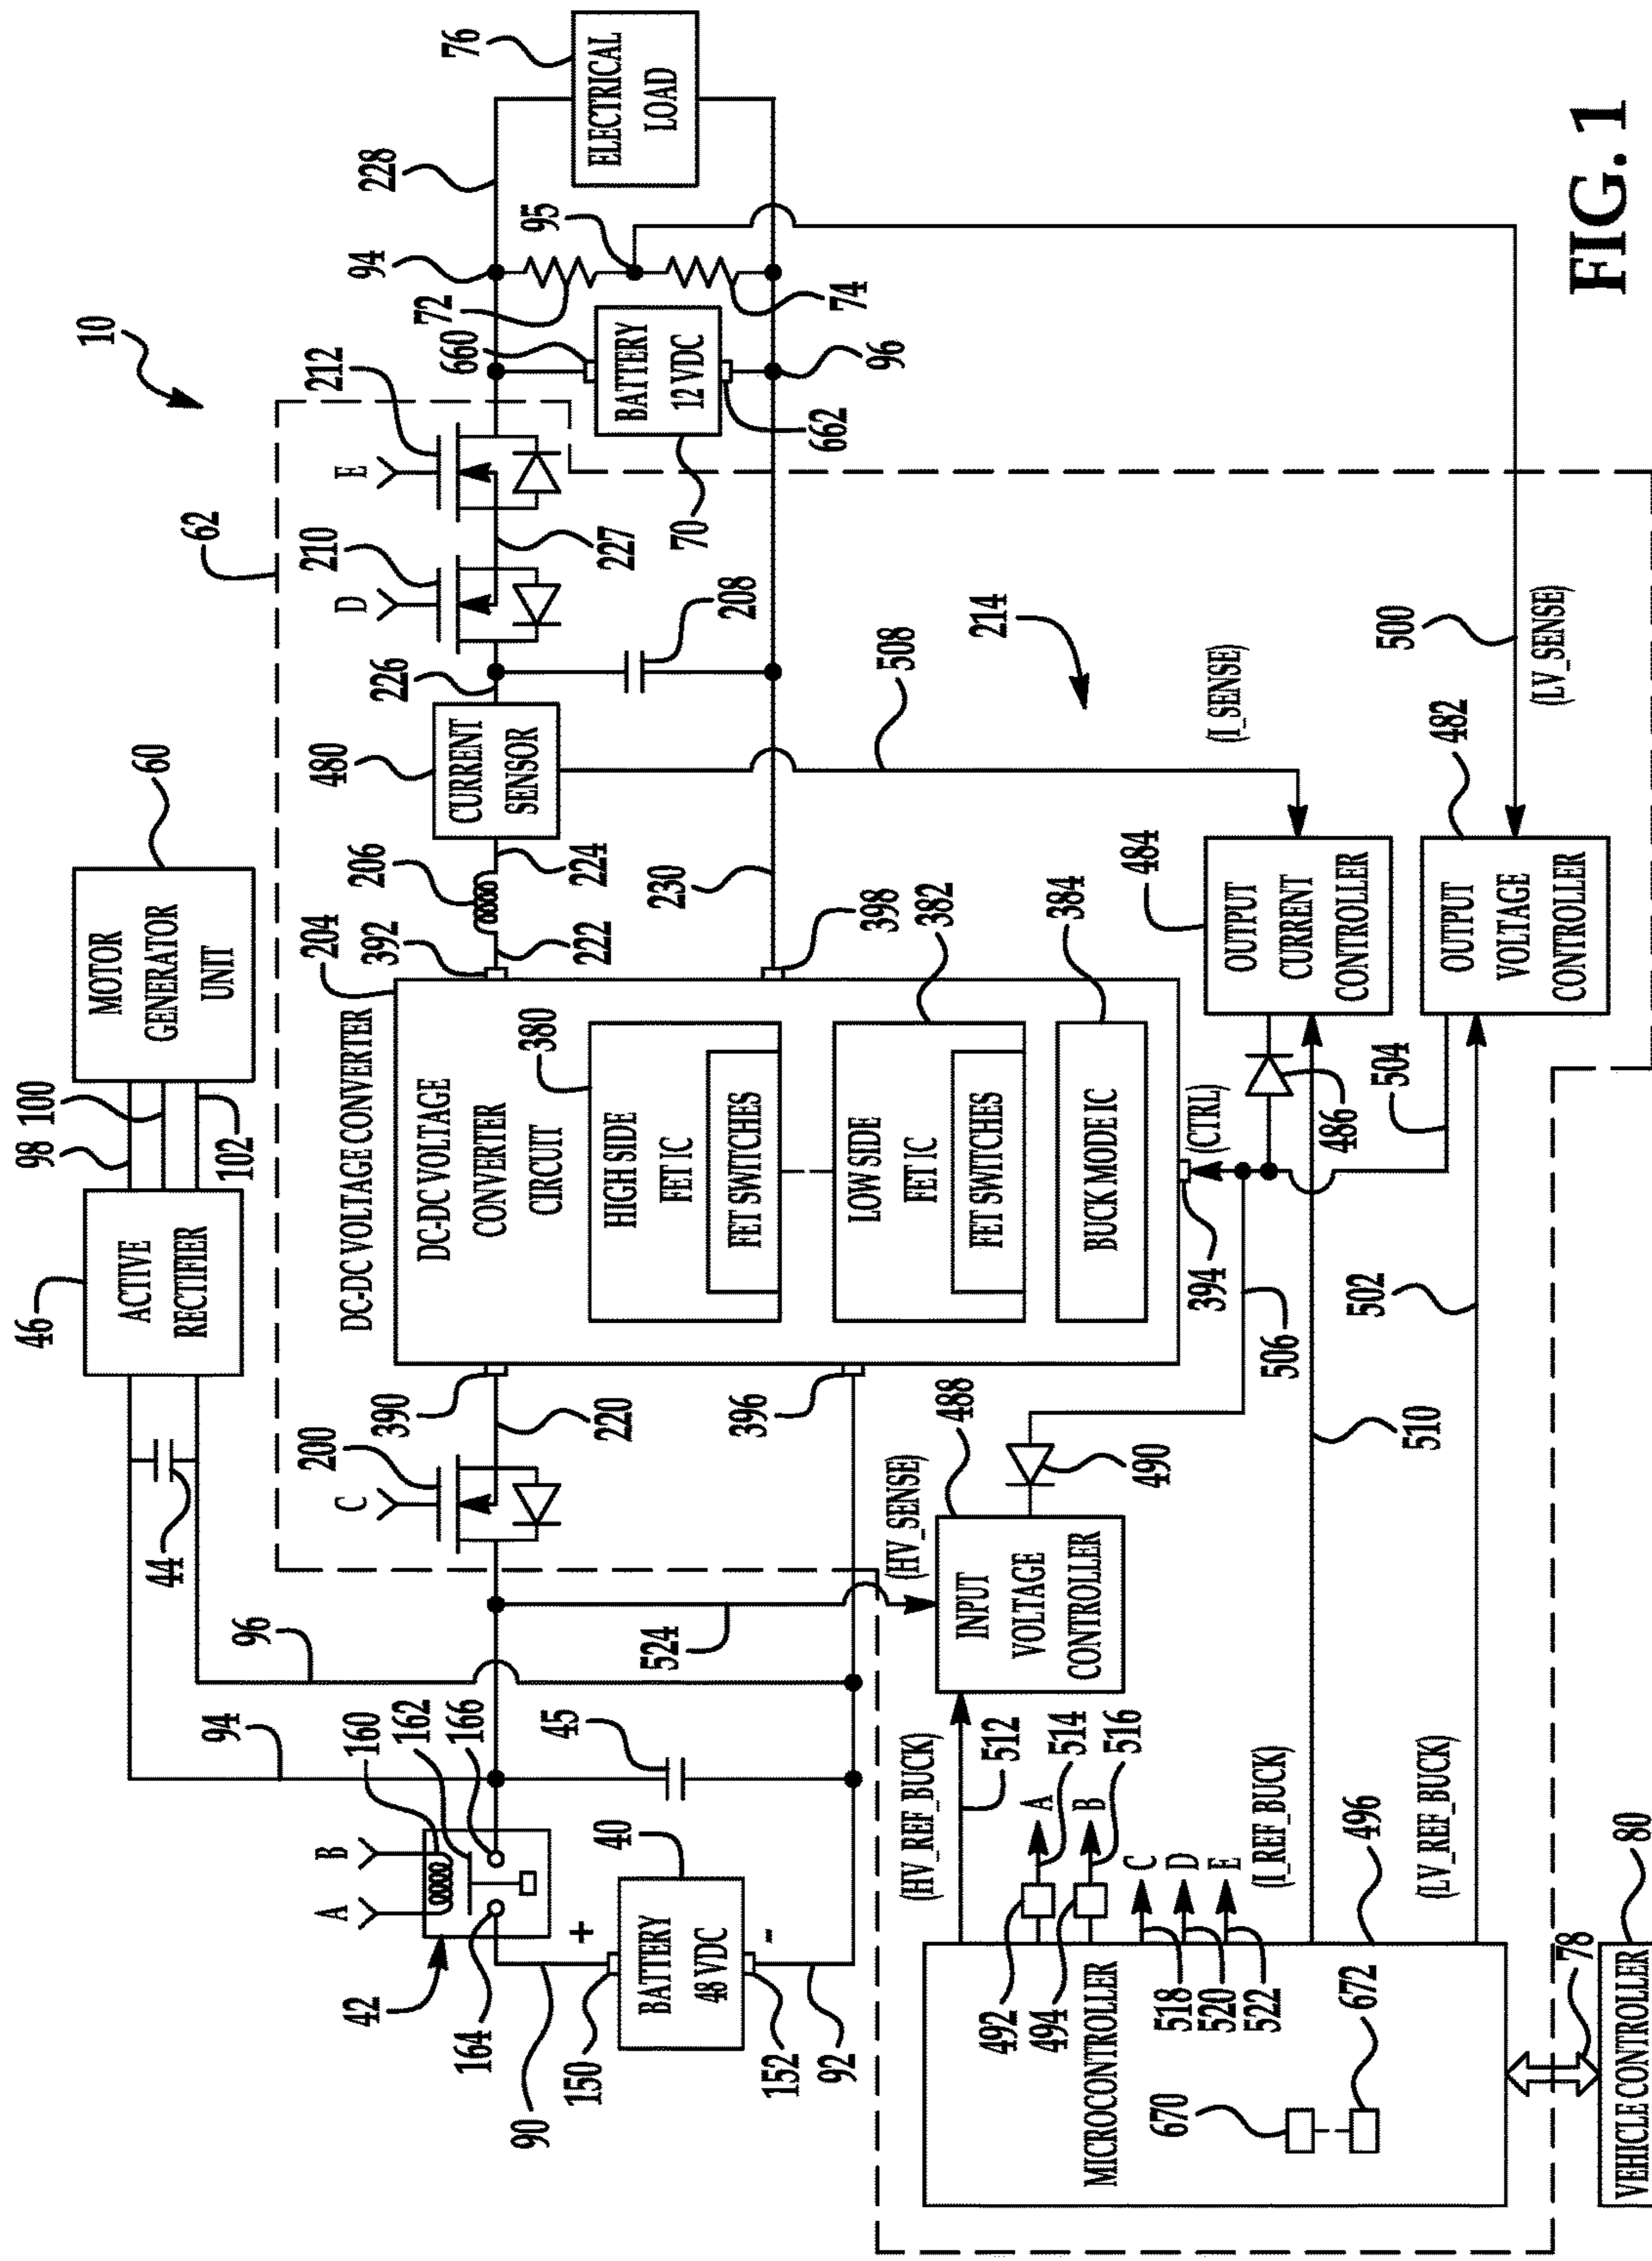 10
62
MOTOR
GENERATOR
UNIT
60
98
100
102
ACTIVE
RECTIFIER
46
44
94
96
A
B
160
162
166
164
42
90
+
150
BATTERY
48 VDC
40
-
152
92
45
524
(HV_SENSE)
C
200
220
390
396
DC-DC VOLTAGE CONVERTER
204
DC-DC VOLTAGE
CONVERTER
CIRCUIT
380
HIGH SIDE
FET IC
FET SWITCHES
LOW SIDE
FET IC
FET SWITCHES
382
BUCK MODE IC
384
392
398
394
(CTRL)
222
206
224
230
CURRENT
SENSOR
480
226
208
D
210
227
E
212
660
BATTERY
12 VDC
70
662
96
94
72
95
74
228
ELECTRICAL
LOAD
76
508
214
(I_SENSE)
500
(LV_SENSE)
OUTPUT
CURRENT
CONTROLLER
484
OUTPUT
VOLTAGE
CONTROLLER
482
486
504
506
510
502
INPUT
VOLTAGE
CONTROLLER
488
490
(HV_REF_BUCK)
512
514
A
516
B
492
494
C
D
E
518
520
522
(I_REF_BUCK)
496
(LV_REF_BUCK)
MICROCONTROLLER
670
672
78
VEHICLE CONTROLLER
80
FIG. 1